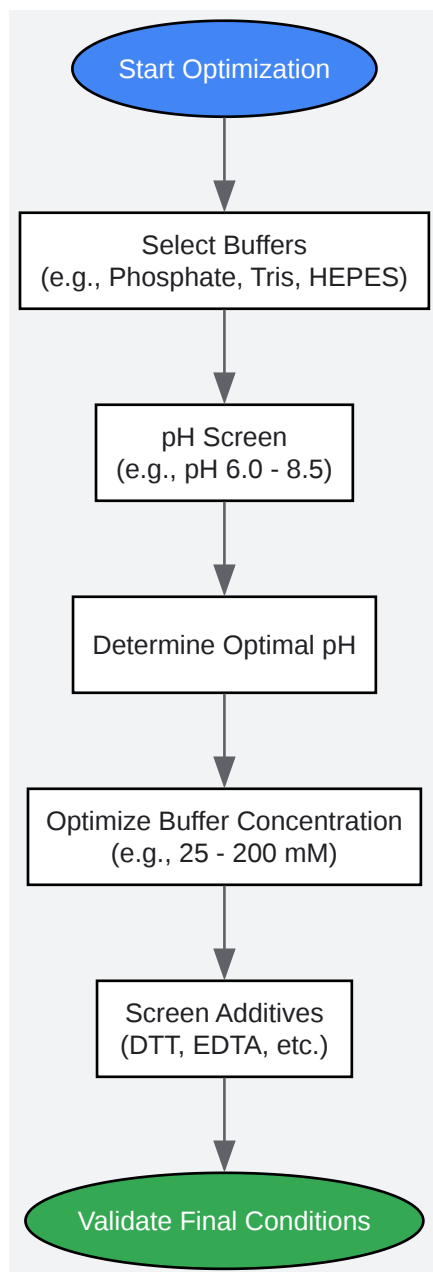 Start Optimization
Select Buffers
(e.g., Phosphate, Tris, HEPES)
pH Screen
(e.g., pH 6.0 - 8.5)
Determine Optimal pH
Optimize Buffer Concentration
(e.g., 25 - 200 mM)
Screen Additives
(DTT, EDTA, etc.)
Validate Final Conditions